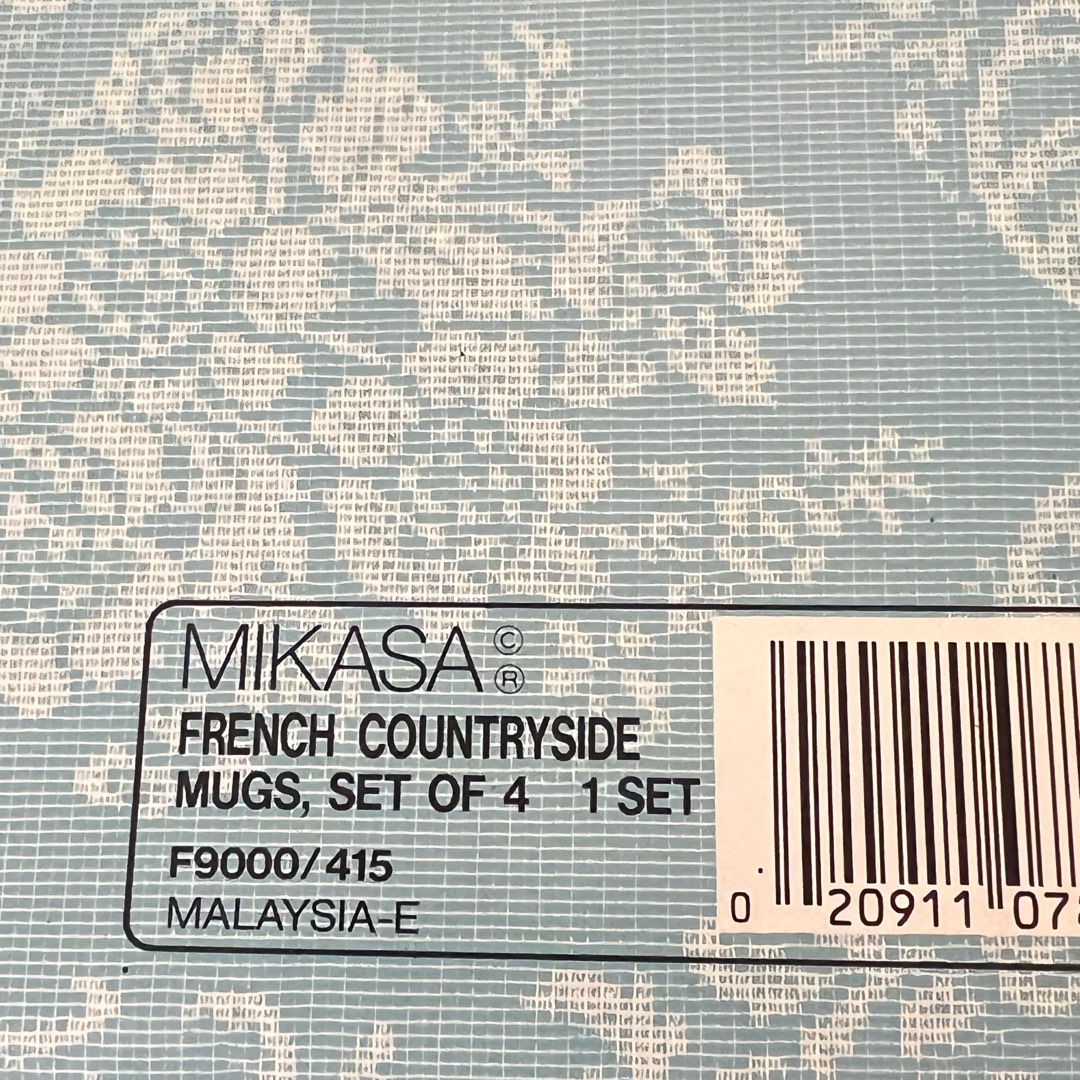 MIKASA © ®
FRENCH COUNTRYSIDE
MUGS, SET OF 4 1 SET
F9000/415
MALAYSIA-E
0 20911 07